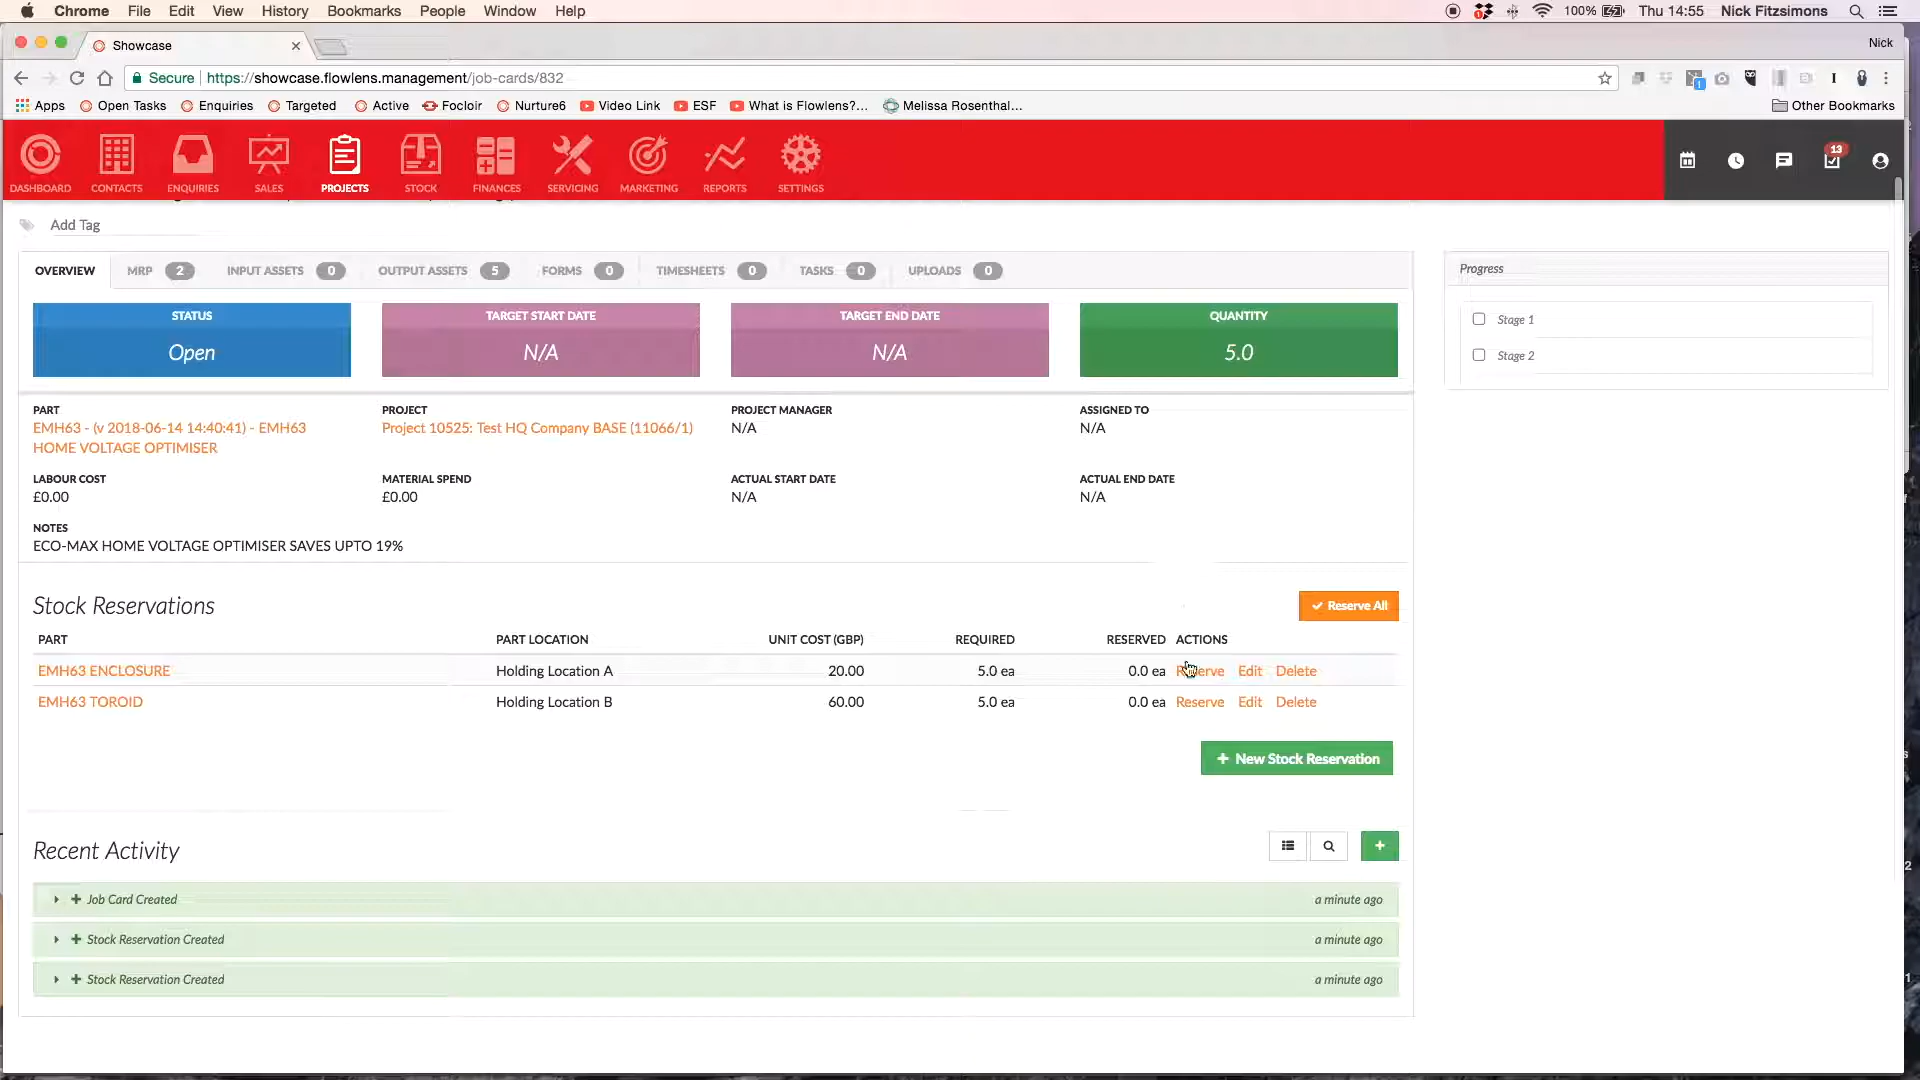 Chrome File Edit View History Bookmarks People Window Help 100% Thu 14:55 Nick Fitzsimons
Showcase Nick
Secure https://showcase.flowlens.management/job-cards/832
Apps Open Tasks Enquiries Targeted Active Focloir Nurture6 Video Link ESF What is Flowlens?... Melissa Rosenthal... Other Bookmarks
DASHBOARD CONTACTS ENQUIRIES SALES PROJECTS STOCK FINANCES SERVICING MARKETING REPORTS SETTINGS 13
Add Tag
OVERVIEW MRP 2 INPUT ASSETS 0 OUTPUT ASSETS 5 FORMS 0 TIMESHEETS 0 TASKS 0 UPLOADS 0
Progress
STATUS TARGET START DATE TARGET END DATE QUANTITY
Open N/A N/A 5.0
Stage 1
Stage 2
PART PROJECT PROJECT MANAGER ASSIGNED TO
EMH63 - (v 2018-06-14 14:40:41) - EMH63 Project 10525: Test HQ Company BASE (11066/1) N/A N/A
HOME VOLTAGE OPTIMISER
LABOUR COST MATERIAL SPEND ACTUAL START DATE ACTUAL END DATE
£0.00 £0.00 N/A N/A
NOTES
ECO-MAX HOME VOLTAGE OPTIMISER SAVES UPTO 19%
Stock Reservations Reserve All
PART PART LOCATION UNIT COST (GBP) REQUIRED RESERVED ACTIONS
EMH63 ENCLOSURE Holding Location A 20.00 5.0 ea 0.0 ea Reserve Edit Delete
EMH63 TOROID Holding Location B 60.00 5.0 ea 0.0 ea Reserve Edit Delete
+ New Stock Reservation
Recent Activity
Job Card Created a minute ago
Stock Reservation Created a minute ago
Stock Reservation Created a minute ago